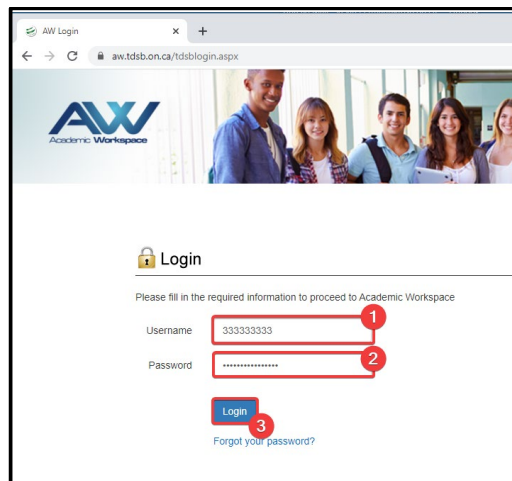 AW Login
aw.tdsb.on.ca/tdsblogin.aspx
AW
Academic Workspace
Login
Please fill in the required information to proceed to Academic Workspace
Username
333333333
1
Password
••••••••••••••••
2
Login
3
Forgot your password?